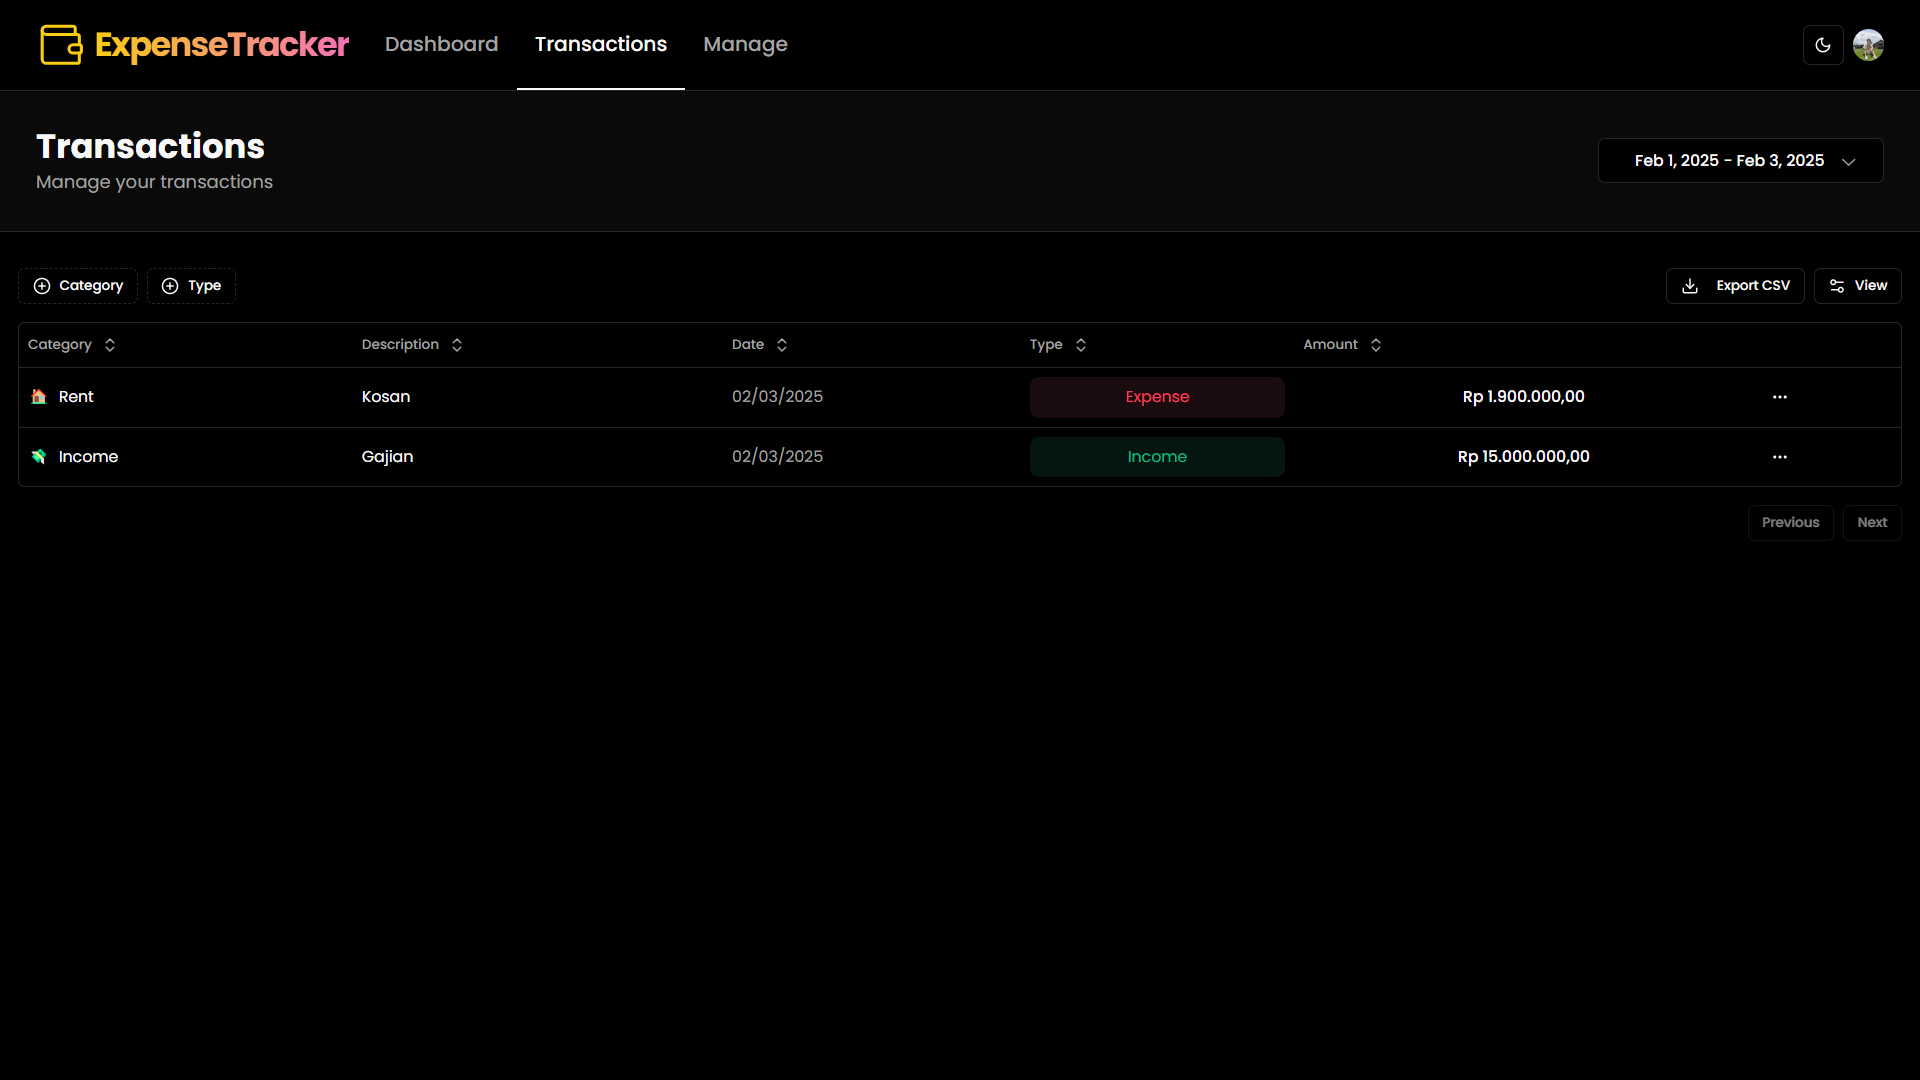 ExpenseTracker Dashboard Transactions Manage
Transactions
Manage your transactions
Feb 1, 2025 - Feb 3, 2025
Category Type Export CSV View
Category Description Date Type Amount
Rent Kosan 02/03/2025 Expense Rp 1.900.000,00
Income Gajian 02/03/2025 Income Rp 15.000.000,00
Previous Next